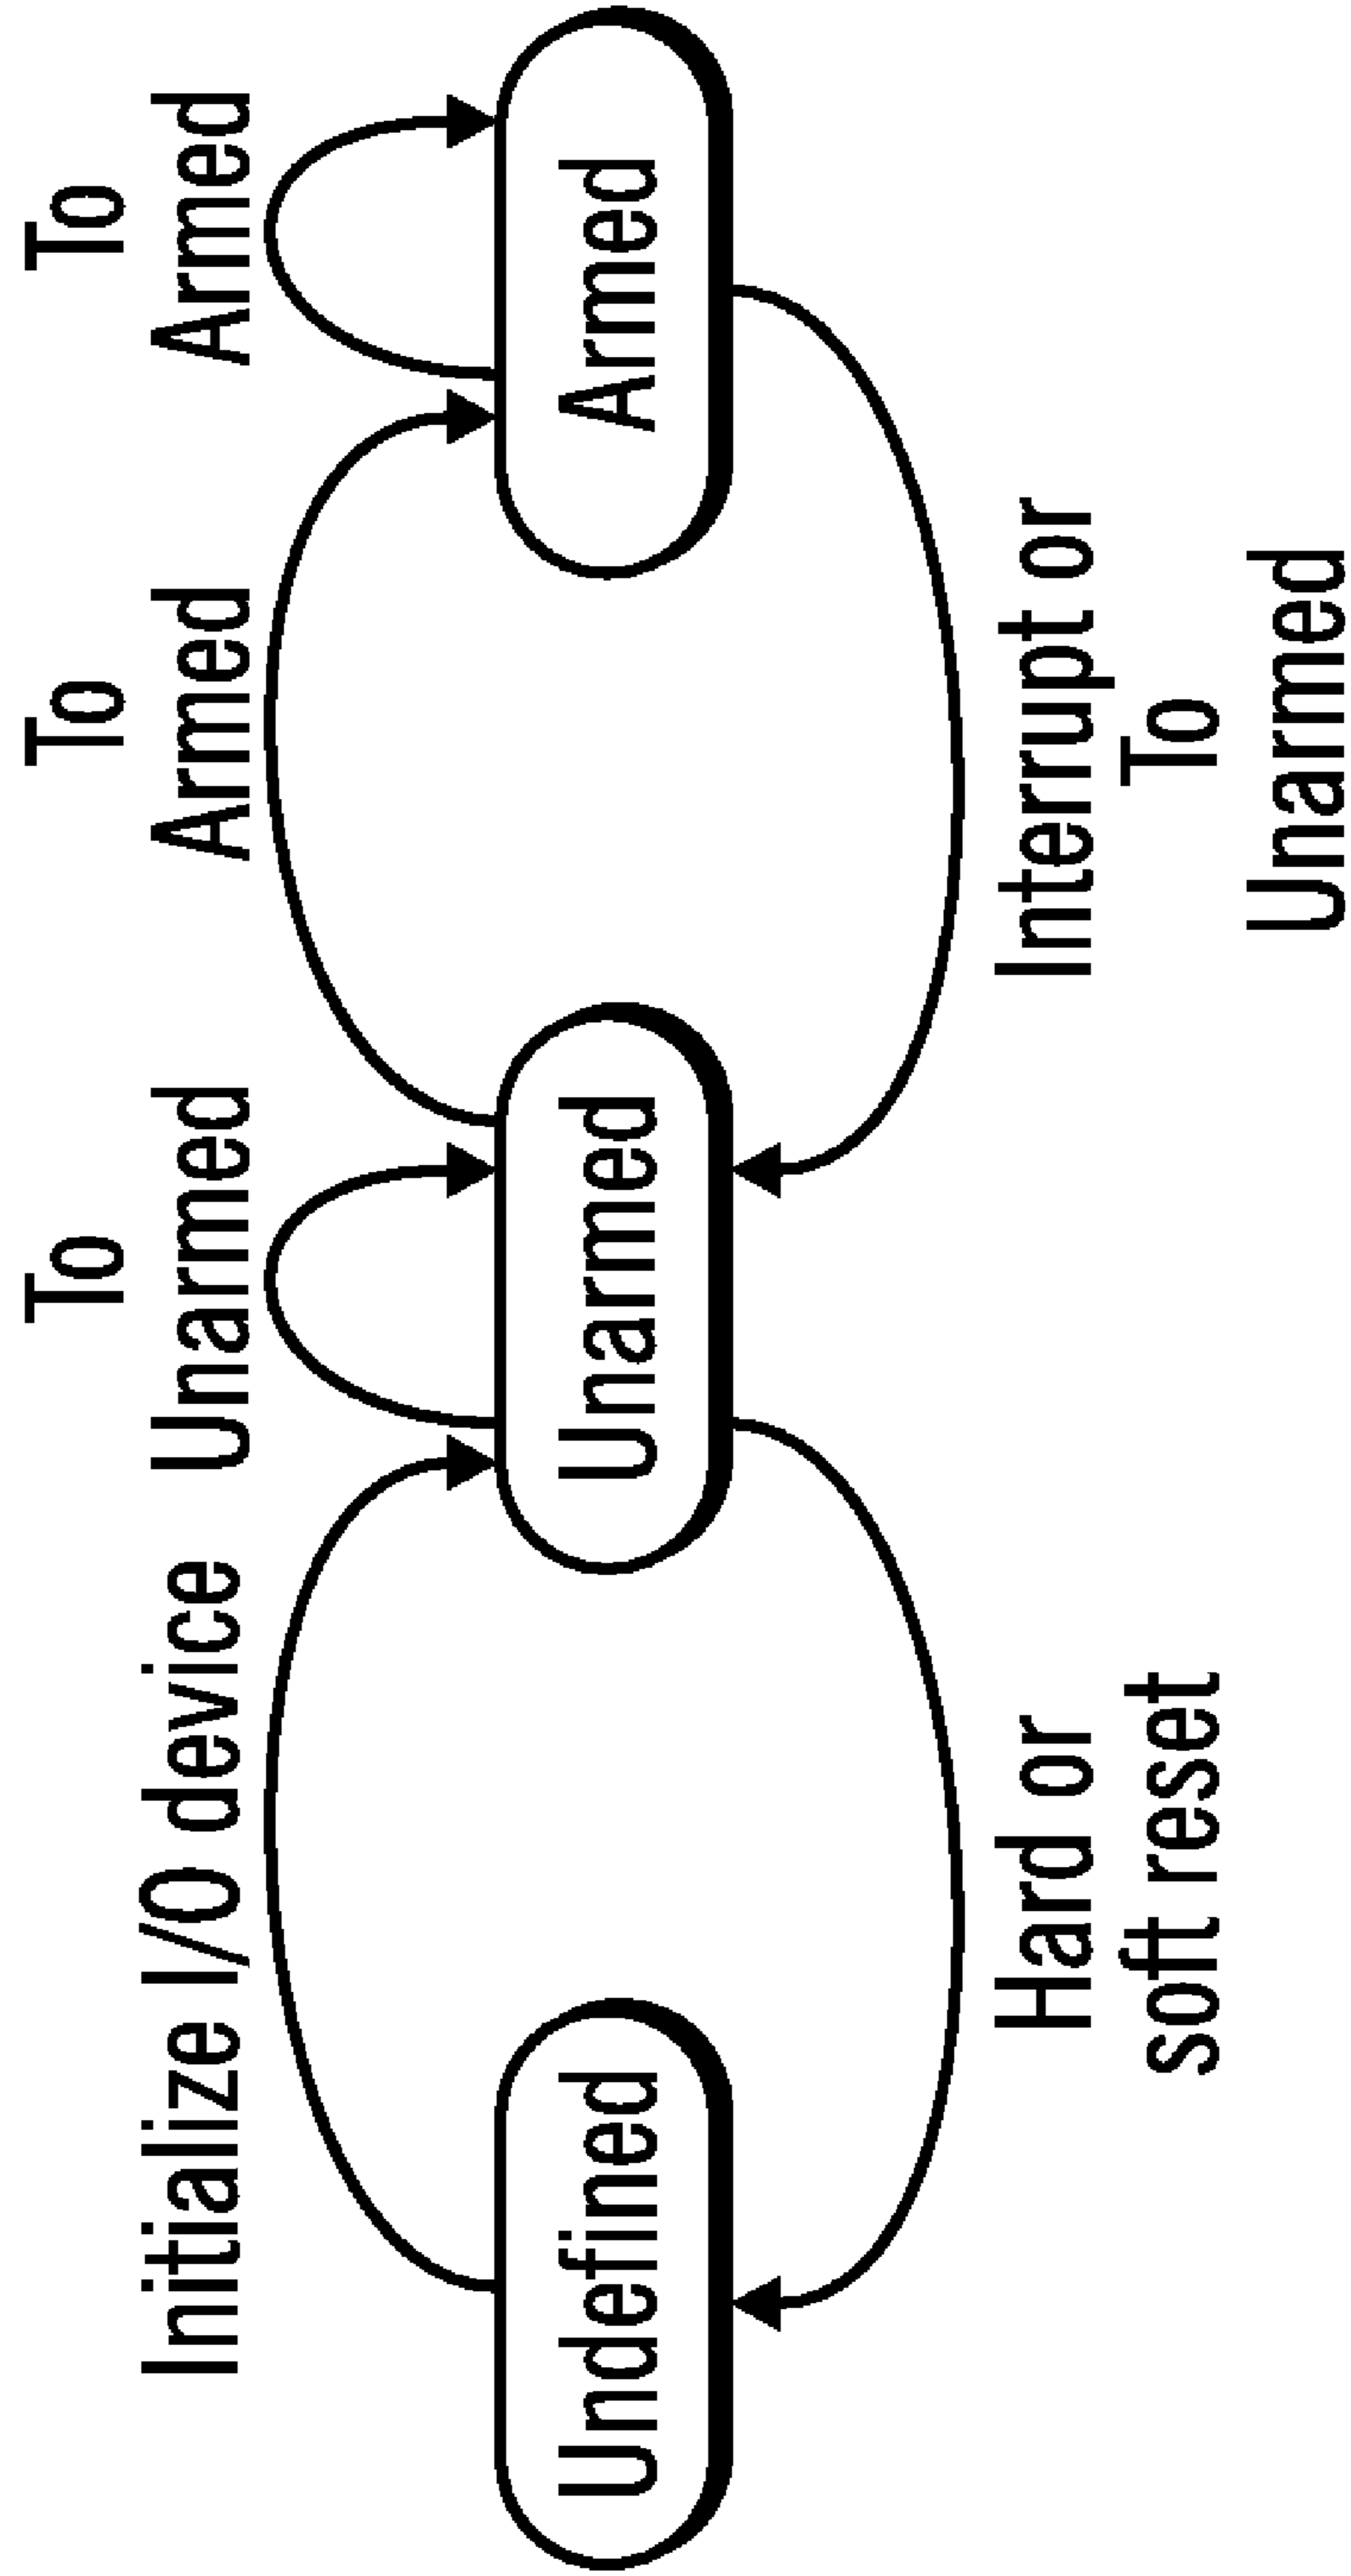 Initialize I/O device
To
Unarmed
To
Armed
To
Armed
Undefined
Unarmed
Armed
Hard or
soft reset
Interrupt or
To
Unarmed